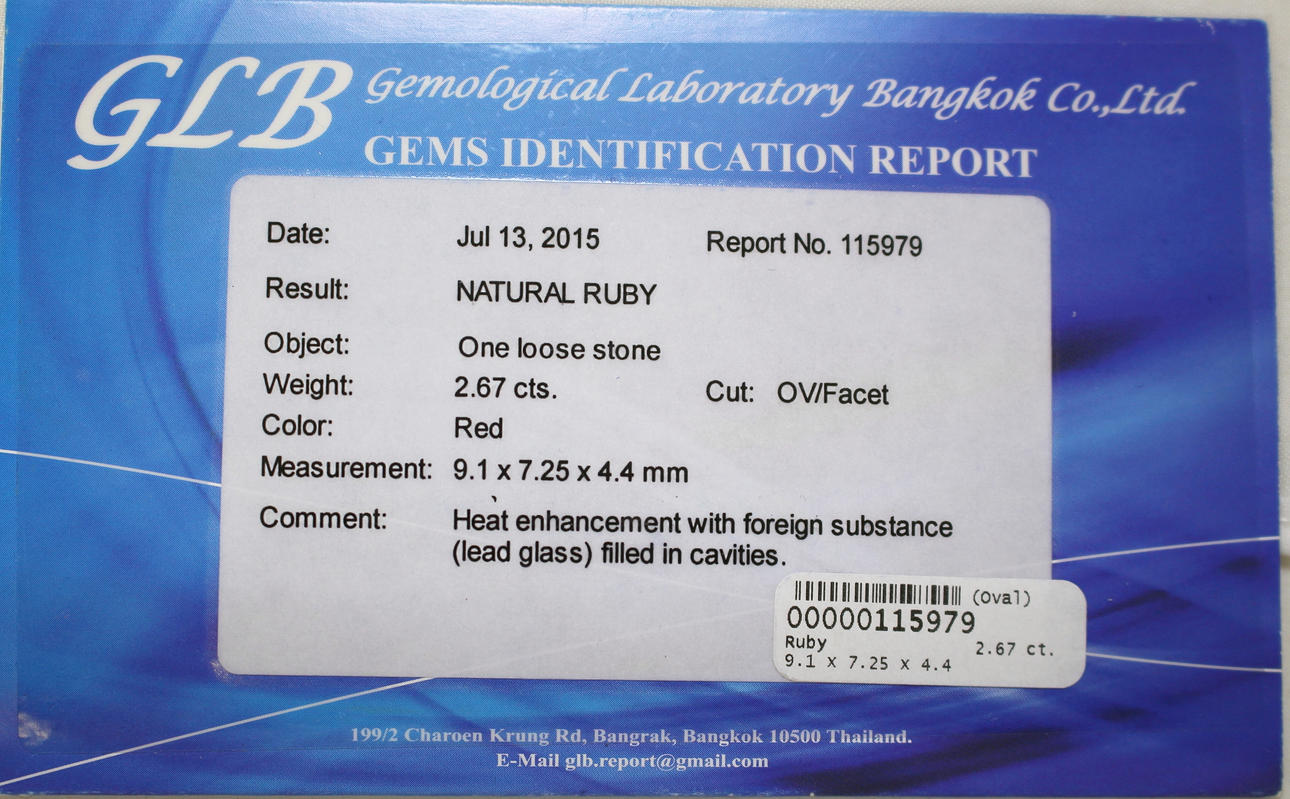 GLB Gemological Laboratory Bangkok Co.,Ltd.
GEMS IDENTIFICATION REPORT
Date: Jul 13, 2015 Report No. 115979
Result: NATURAL RUBY
Object: One loose stone
Weight: 2.67 cts. Cut: OV/Facet
Color: Red
Measurement: 9.1 x 7.25 x 4.4 mm
Comment: Heat enhancement with foreign substance
(lead glass) filled in cavities.
(Oval)
00000115979
Ruby 2.67 ct.
9.1 x 7.25 x 4.4
199/2 Charoen Krung Rd, Bangrak, Bangkok 10500 Thailand.
E-Mail glb.report@gmail.com